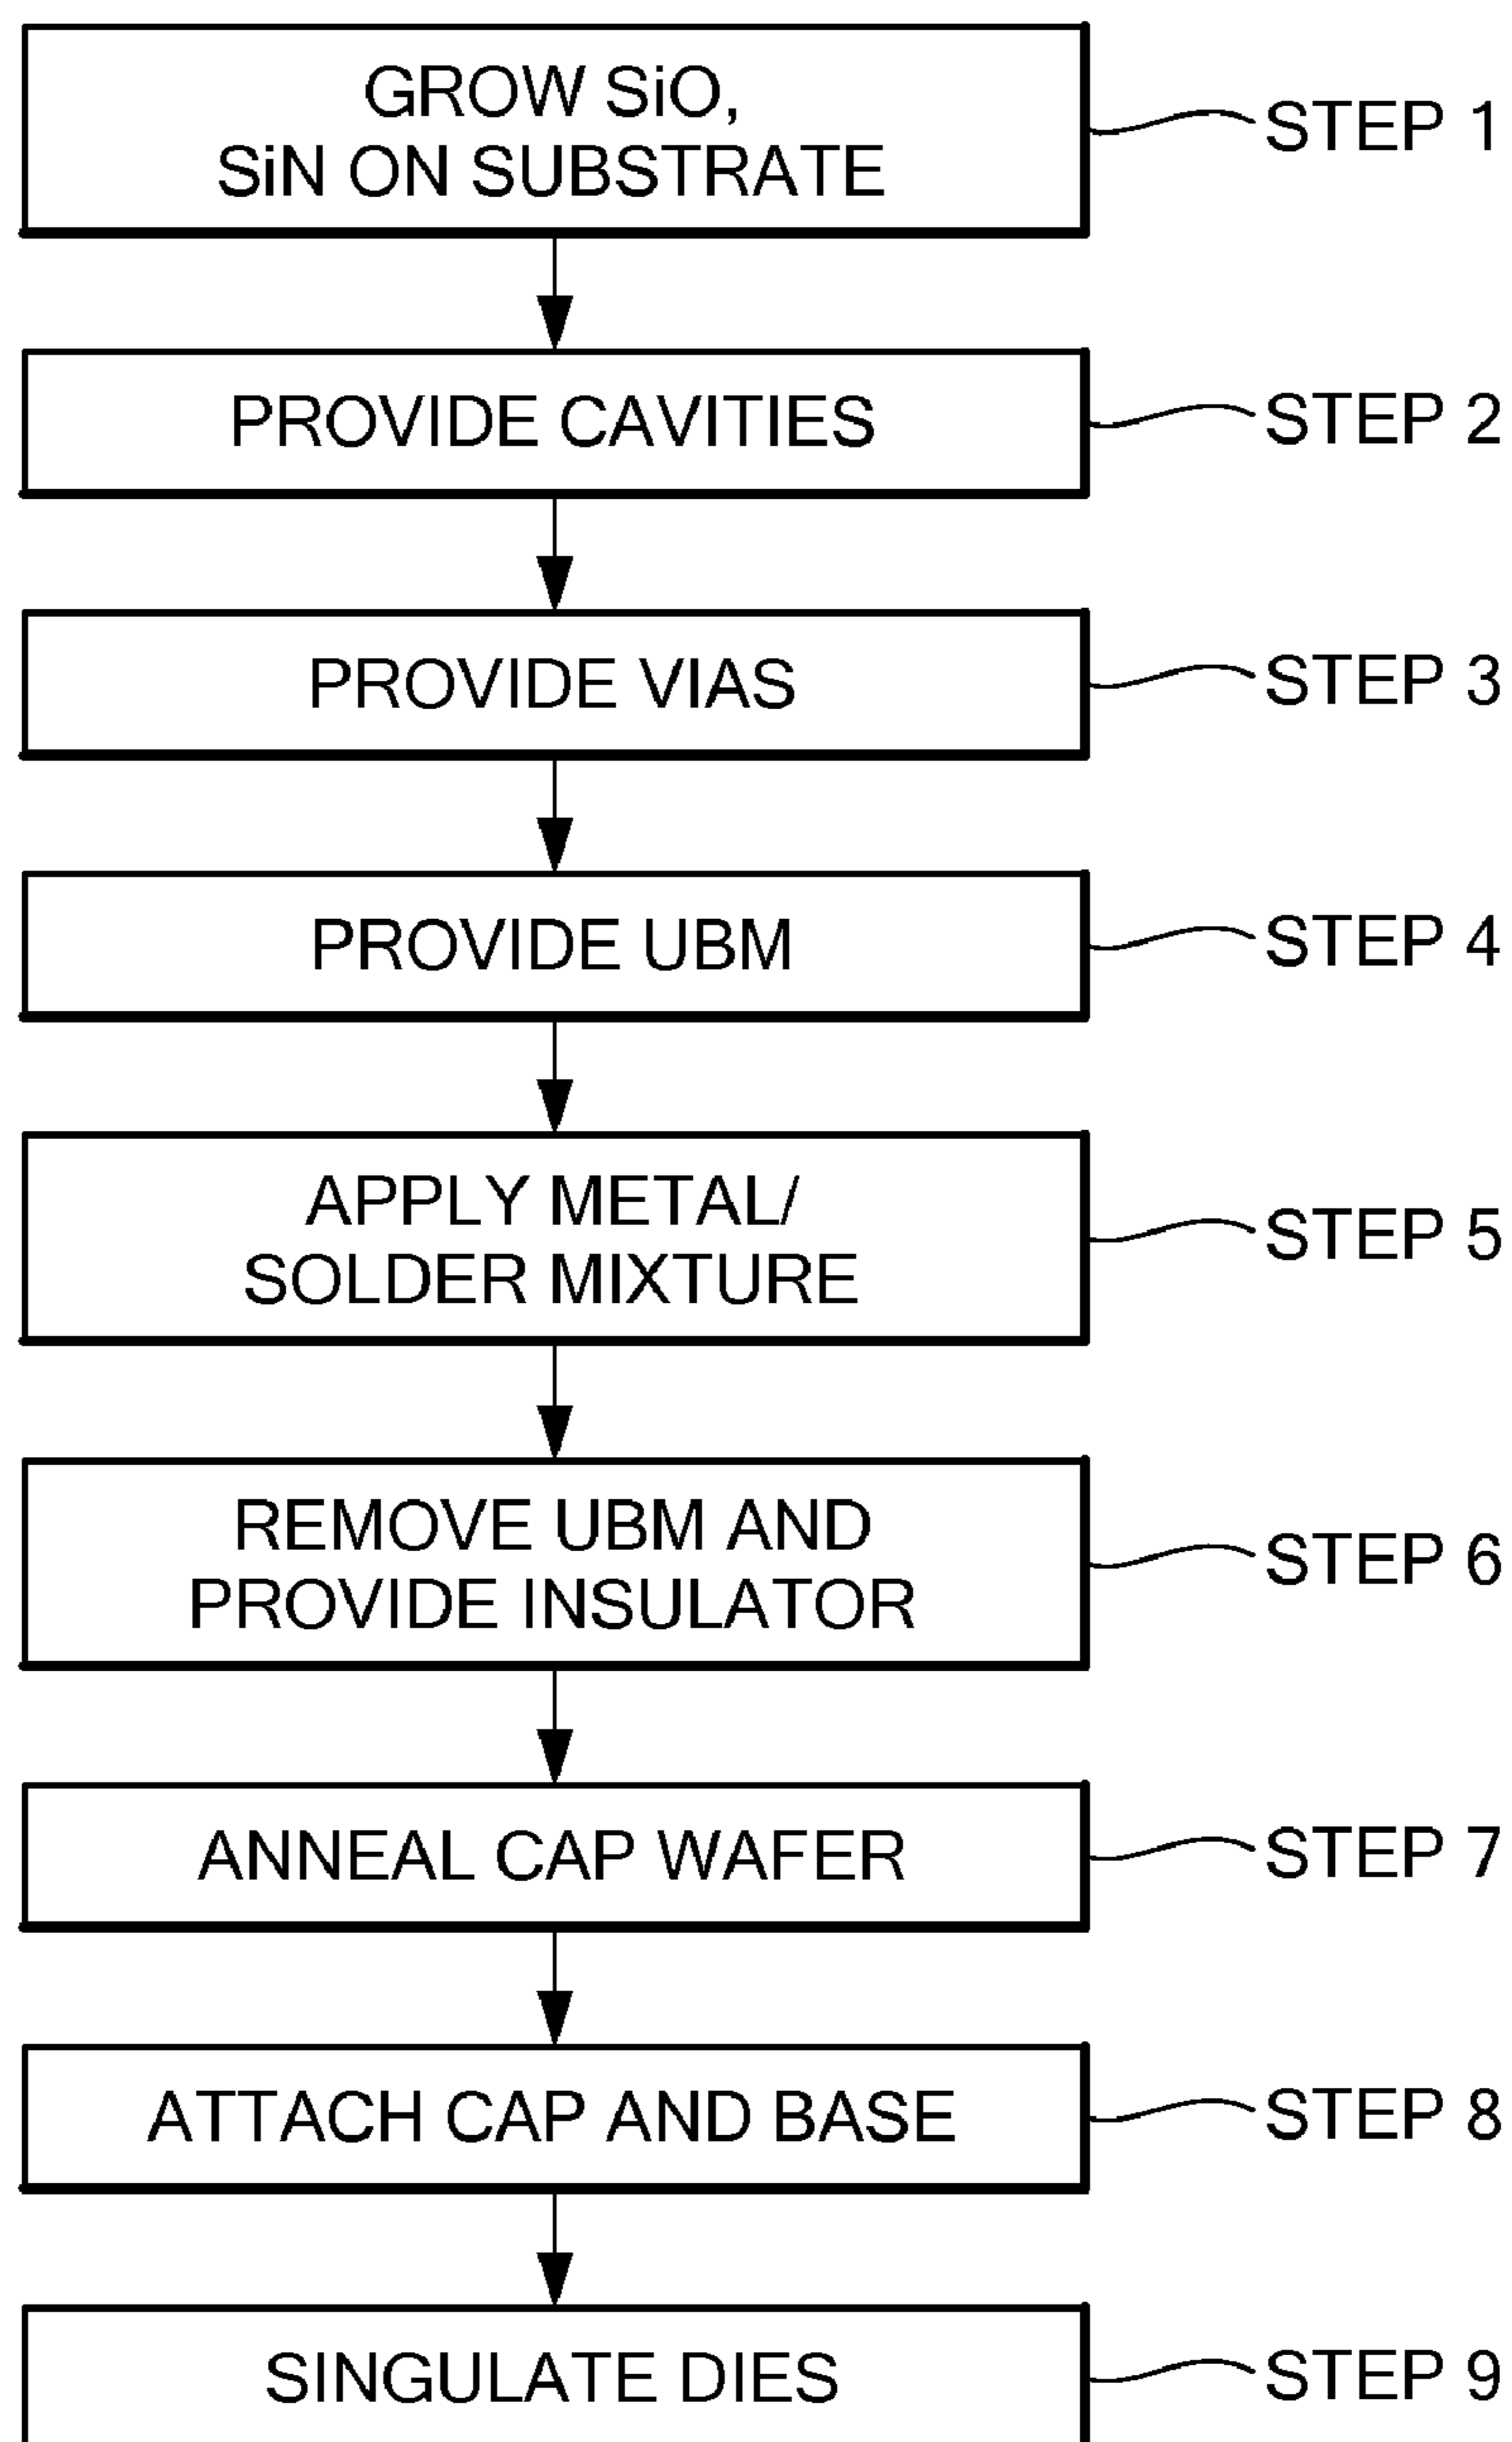 GROW SiO,
SiN ON SUBSTRATE
STEP 1
PROVIDE CAVITIES
STEP 2
PROVIDE VIAS
STEP 3
PROVIDE UBM
STEP 4
APPLY METAL/
SOLDER MIXTURE
STEP 5
REMOVE UBM AND
PROVIDE INSULATOR
STEP 6
ANNEAL CAP WAFER
STEP 7
ATTACH CAP AND BASE
STEP 8
SINGULATE DIES
STEP 9